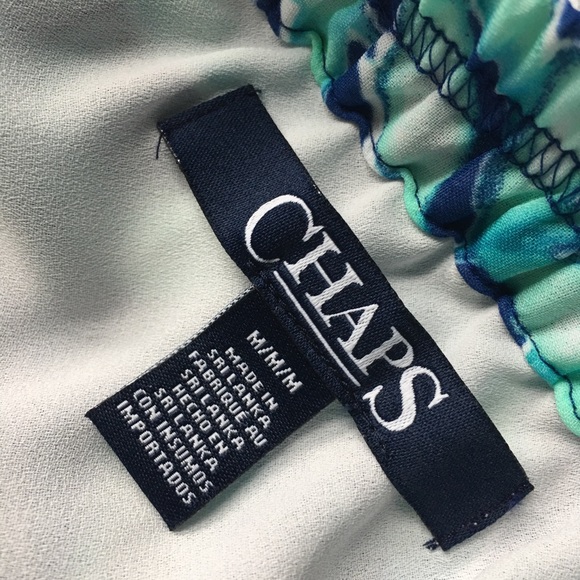 CHAPS
M/M/M
MADE IN
SRI LANKA
FABRIQUÉ AU
SRI LANKA
HECHO EN
SRI LANKA
CON INSUMOS
IMPORTADOS